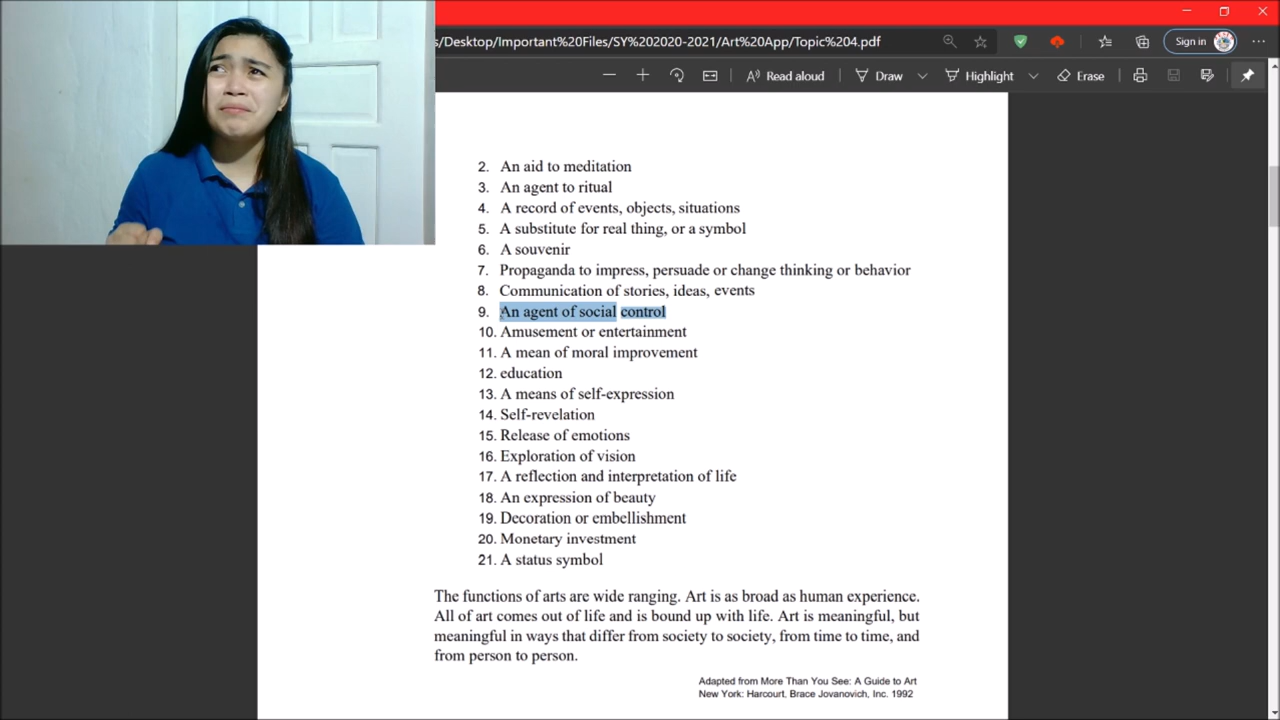 s/Desktop/Important%20Files/SY%202020-2021/Art%20App/Topic%204.pdf
Sign in
Read aloud
Draw
Highlight
Erase
2. An aid to meditation
3. An agent to ritual
4. A record of events, objects, situations
5. A substitute for real thing, or a symbol
6. A souvenir
7. Propaganda to impress, persuade or change thinking or behavior
8. Communication of stories, ideas, events
9. An agent of social control
10. Amusement or entertainment
11. A mean of moral improvement
12. education
13. A means of self-expression
14. Self-revelation
15. Release of emotions
16. Exploration of vision
17. A reflection and interpretation of life
18. An expression of beauty
19. Decoration or embellishment
20. Monetary investment
21. A status symbol
The functions of arts are wide ranging. Art is as broad as human experience.
All of art comes out of life and is bound up with life. Art is meaningful, but
meaningful in ways that differ from society to society, from time to time, and
from person to person.
Adapted from More Than You See: A Guide to Art
New York: Harcourt, Brace Jovanovich, Inc. 1992